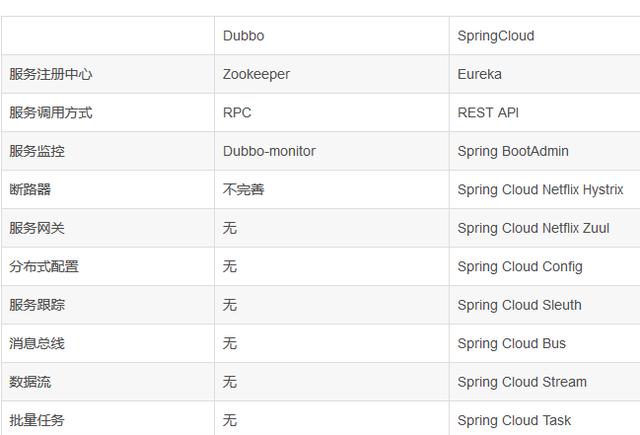 Dubbo SpringCloud
服务注册中心 Zookeeper Eureka
服务调用方式 RPC REST API
服务监控 Dubbo-monitor Spring BootAdmin
断路器 不完善 Spring Cloud Netflix Hystrix
服务网关 无 Spring Cloud Netflix Zuul
分布式配置 无 Spring Cloud Config
服务跟踪 无 Spring Cloud Sleuth
消息总线 无 Spring Cloud Bus
数据流 无 Spring Cloud Stream
批量任务 无 Spring Cloud Task